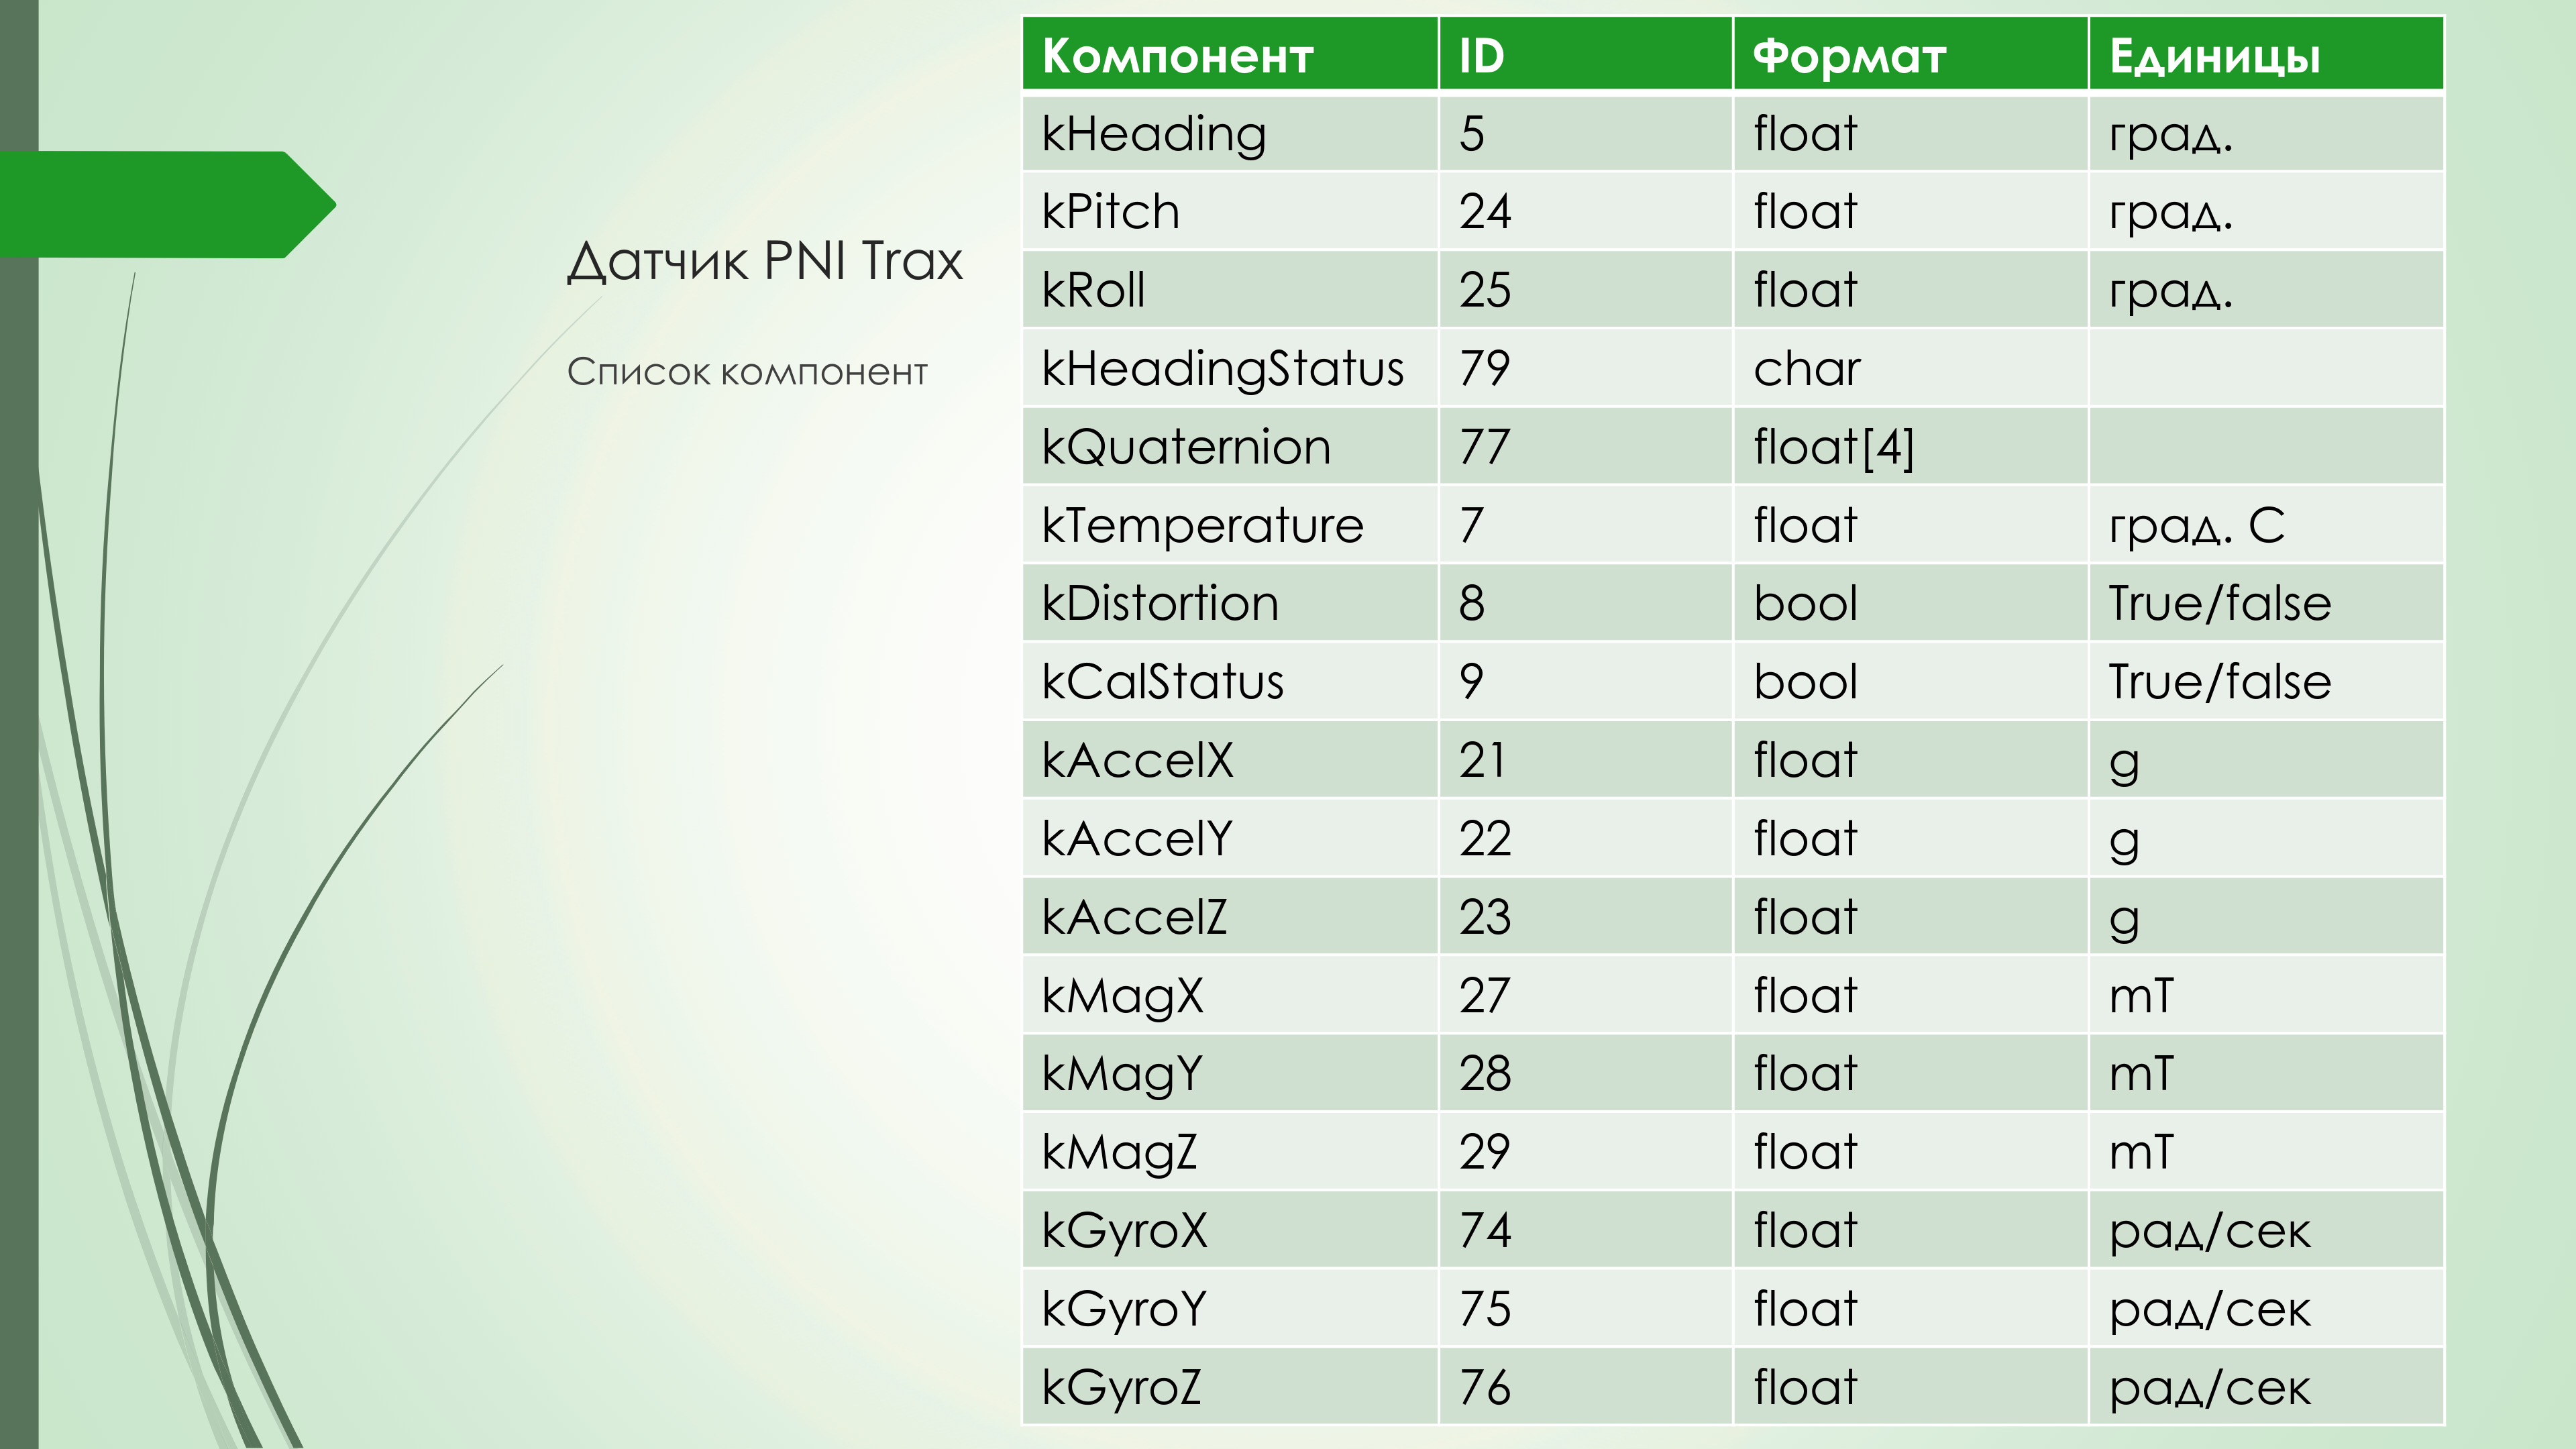 Датчик PNI Trax
Список компонент
Компонент ID Формат Единицы
kHeading 5 float град.
kPitch 24 float град.
kRoll 25 float град.
kHeadingStatus 79 char
kQuaternion 77 float[4]
kTemperature 7 float град. С
kDistortion 8 bool True/false
kCalStatus 9 bool True/false
kAccelX 21 float g
kAccelY 22 float g
kAccelZ 23 float g
kMagX 27 float mT
kMagY 28 float mT
kMagZ 29 float mT
kGyroX 74 float рад/сек
kGyroY 75 float рад/сек
kGyroZ 76 float рад/сек